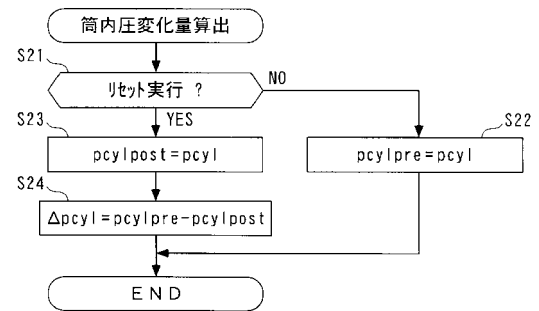 筒内圧変化量算出
S21
リセット実行 ?
NO
YES
S23
pcylpost=pcyl
S22
pcylpre=pcyl
S24
Δpcyl=pcylpre-pcylpost
END